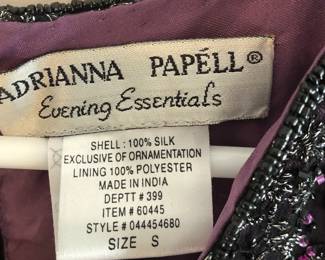 ADRIANNA PAPÉLL®
Evening Essentials
SHELL: 100% SILK
EXCLUSIVE OF ORNAMENTATION
LINING 100% POLYESTER
MADE IN INDIA
DEPTT # 399
ITEM # 60445
STYLE # 044454680
SIZE S